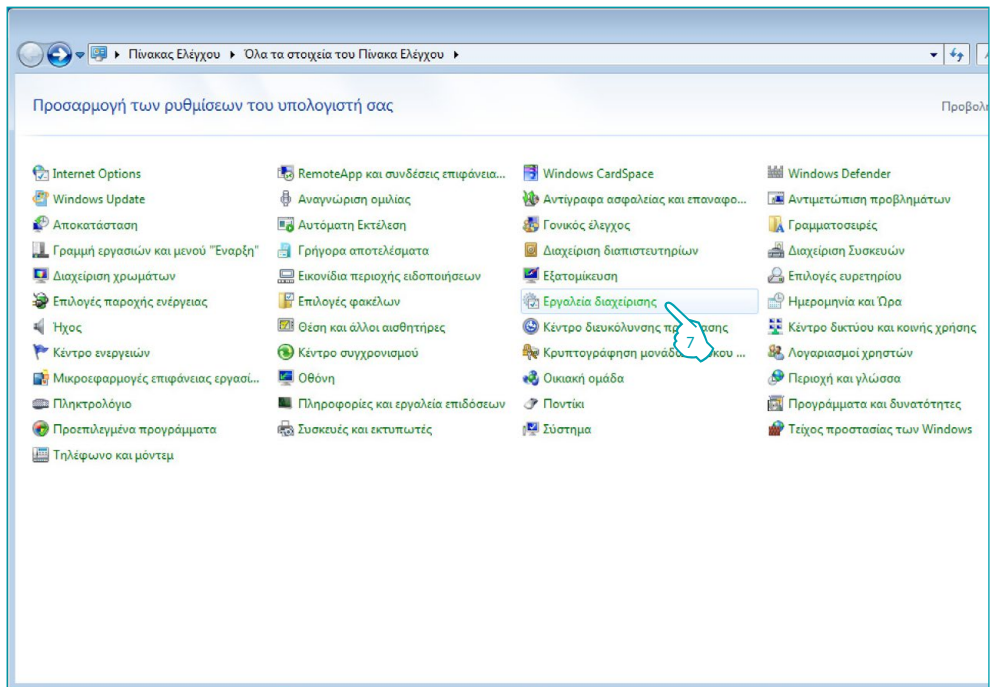 Πίνακας Ελέγχου Όλα τα στοιχεία του Πίνακα Ελέγχου
Προσαρμογή των ρυθμίσεων του υπολογιστή σας
Internet Options RemoteApp και συνδέσεις επιφάνεια... Windows CardSpace Windows Defender
Windows Update Αναγνώριση ομιλίας Αντίγραφα ασφαλείας και επαναφο... Αντιμετώπιση προβλημάτων
Αποκατάσταση Αυτόματη Εκτέλεση Γονικός έλεγχος Γραμματοσειρές
Γραμμή εργασιών και μενού "Έναρξη" Γρήγορα αποτελέσματα Διαχείριση διαπιστευτηρίων Διαχείριση Συσκευών
Διαχείριση χρωμάτων Εικονίδια περιοχής ειδοποιήσεων Εξατομίκευση Επιλογές ευρετηρίου
Επιλογές παροχής ενέργειας Επιλογές φακέλων Εργαλεία διαχείρισης Ημερομηνία και Ώρα
Ήχος Θέση και άλλοι αισθητήρες Κέντρο διευκόλυνσης Κέντρο δικτύου και κοινής χρήσης
7
Κέντρο ενεργειών Κέντρο συγχρονισμού Κρυπτογράφηση ... Λογαριασμοί χρηστών
Μικροεφαρμογές επιφάνειας εργασί... Οθόνη Οικιακή ομάδα Περιοχή και γλώσσα
Πληκτρολόγιο Πληροφορίες και εργαλεία επιδόσεων Ποντίκι Προγράμματα και δυνατότητες
Προεπιλεγμένα προγράμματα Συσκευές και εκτυπωτές Σύστημα Τείχος προστασίας των Windows
Τηλέφωνο και μόντεμ